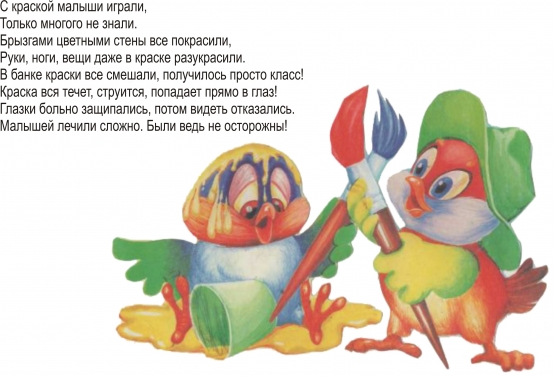 С краской малыши играли,
Только многого не знали.
Брызгами цветными стены все покрасили,
Руки, ноги, вещи даже в краске разукрасили.
В банке краски все смешали, получилось просто класс!
Краска вся течет, струится, попадает прямо в глаз!
Глазки больно защипались, потом видеть отказались.
Малышей лечили сложно. Были ведь не осторожны!